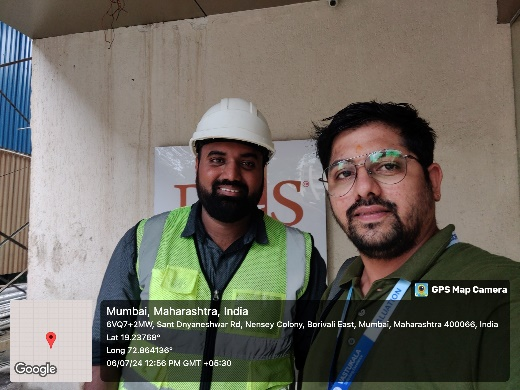 S
GPS Map Camera
Mumbai, Maharashtra, India
6VQ7+2MW, Sant Dnyaneshwar Rd, Nensey Colony, Borivali East, Mumbai, Maharashtra 400066, India
Lat 19.23768°
Long 72.864136°
06/07/24 12:56 PM GMT +05:30
Google